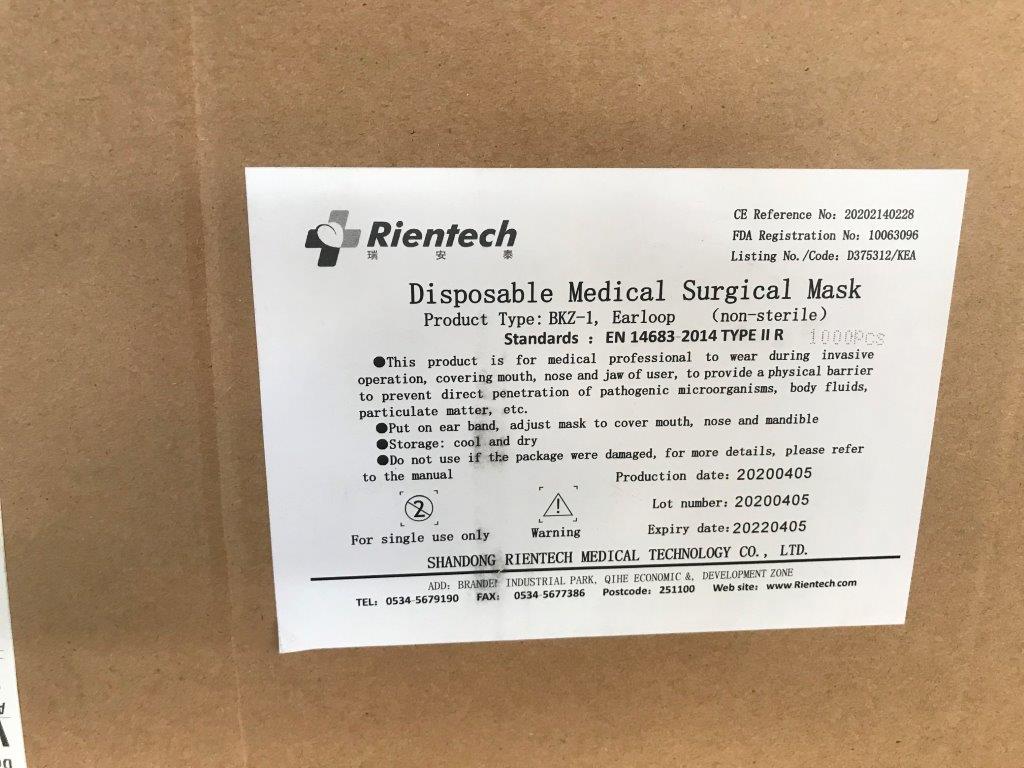 CE Reference No: 20202140228
FDA Registration No: 10063096
Listing No./Code: D375312/KEA
Rientech
瑞 安 泰
Disposable Medical Surgical Mask
Product Type: BKZ-1, Earloop (non-sterile)
Standards : EN 14683-2014 TYPE II R 1000PCS
●This product is for medical professional to wear during invasive
operation, covering mouth, nose and jaw of user, to provide a physical barrier
to prevent direct penetration of pathogenic microorganisms, body fluids,
particulate matter, etc.
●Put on ear band, adjust mask to cover mouth, nose and mandible
●Storage: cool and dry
●Do not use if the package were damaged, for more details, please refer
to the manual
Production date: 20200405
Lot number: 20200405
Expiry date: 20220405
2
For single use only
!
Warning
SHANDONG RIENTECH MEDICAL TECHNOLOGY CO., LTD.
ADD: INDUSTRIAL PARK, QIHE ECONOMIC &, DEVELOPMENT ZONE
TEL: 0534-5679190 FAX: 0534-5677386 Postcode: 251100 Web site: www.Rientech.com